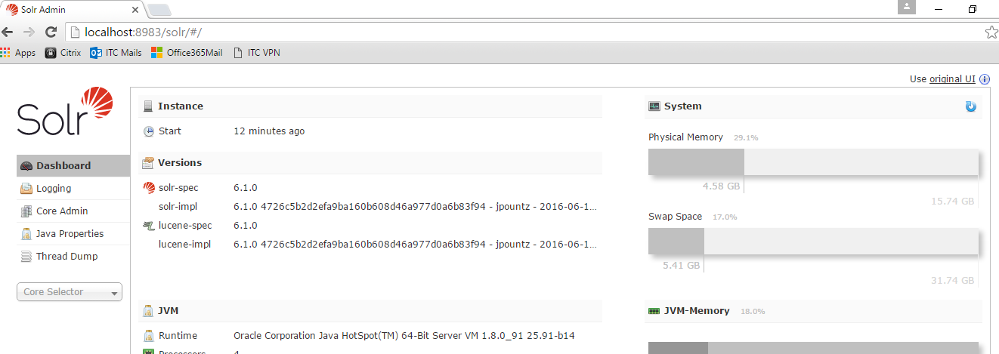 Solr Admin
localhost:8983/solr/#/
Apps Citrix ITC Mails Office365Mail ITC VPN
Use original UI
Solr
Dashboard
Logging
Core Admin
Java Properties
Thread Dump
Core Selector
Instance
Start 12 minutes ago
Versions
solr-spec 6.1.0
solr-impl 6.1.0 4726c5b2d2efa9ba160b608d46a977d0a6b83f94 - jpountz - 2016-06-1...
lucene-spec 6.1.0
lucene-impl 6.1.0 4726c5b2d2efa9ba160b608d46a977d0a6b83f94 - jpountz - 2016-06-1...
JVM
Runtime Oracle Corporation Java HotSpot(TM) 64-Bit Server VM 1.8.0_91 25.91-b14
Processors 4
System
Physical Memory 29.1%
4.58 GB
15.74 GB
Swap Space 17.0%
5.41 GB
31.74 GB
JVM-Memory 18.0%